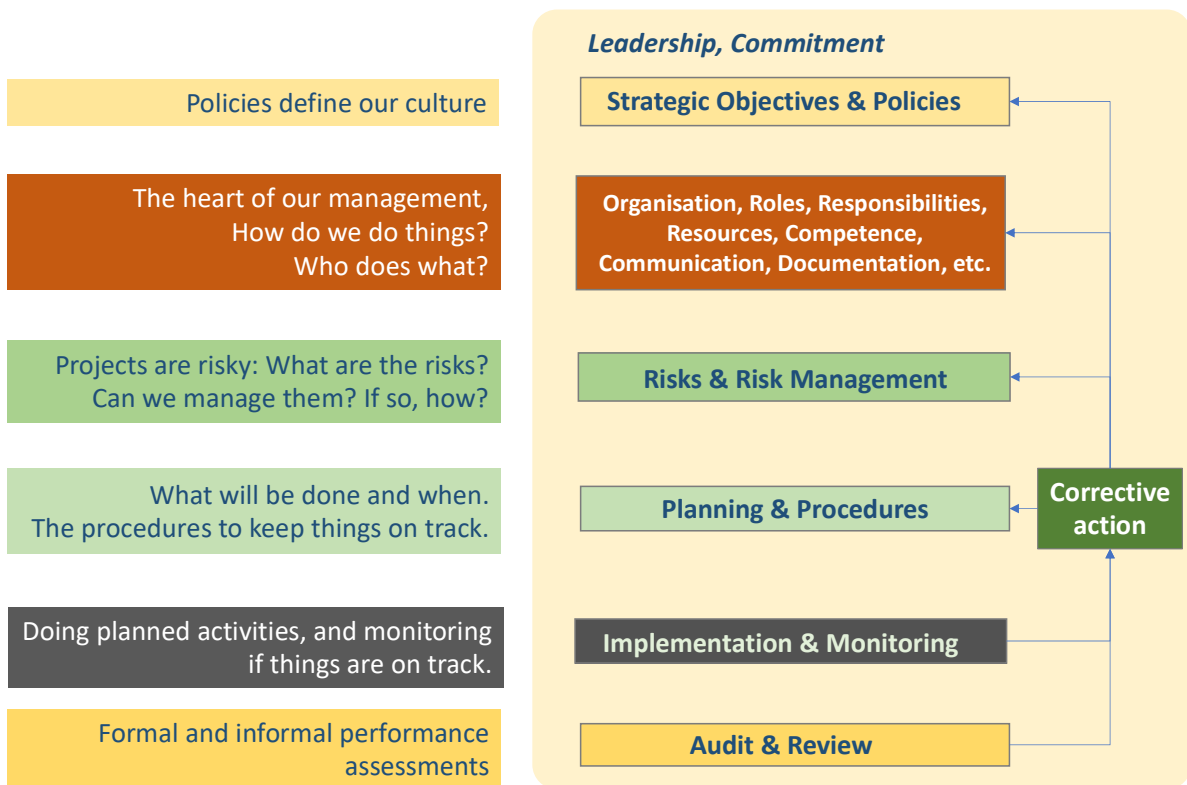 Leadership, Commitment
Policies define our culture
Strategic Objectives & Policies
The heart of our management,
How do we do things?
Who does what?
Organisation, Roles, Responsibilities,
Resources, Competence,
Communication, Documentation, etc.
Projects are risky: What are the risks?
Can we manage them? If so, how?
Risks & Risk Management
What will be done and when.
The procedures to keep things on track.
Planning & Procedures
Corrective
action
Doing planned activities, and monitoring
if things are on track.
Implementation & Monitoring
Formal and informal performance
assessments
Audit & Review